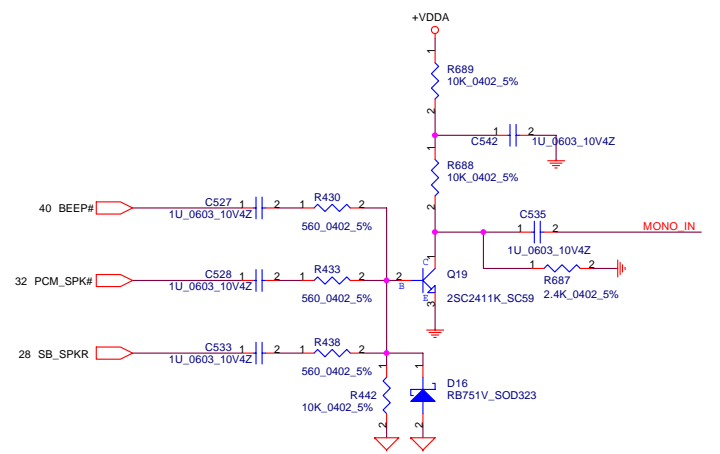 +VDDA
1
R689
10K_0402_5%
2
1 2
C542
1U_0603_10V4Z
1
R688
10K_0402_5%
2
40 BEEP#
C527
1 2
1U_0603_10V4Z
R430
1 2
560_0402_5%
C535
1 2
1U_0603_10V4Z
MONO_IN
1 2
R687
2.4K_0402_5%
32 PCM_SPK#
C528
1 2
1U_0603_10V4Z
R433
1 2
560_0402_5%
1
C
2
B
E
3
Q19
2SC2411K_SC59
28 SB_SPKR
C533
1 2
1U_0603_10V4Z
R438
1 2
560_0402_5%
1
R442
10K_0402_5%
2
1
D16
RB751V_SOD323
2